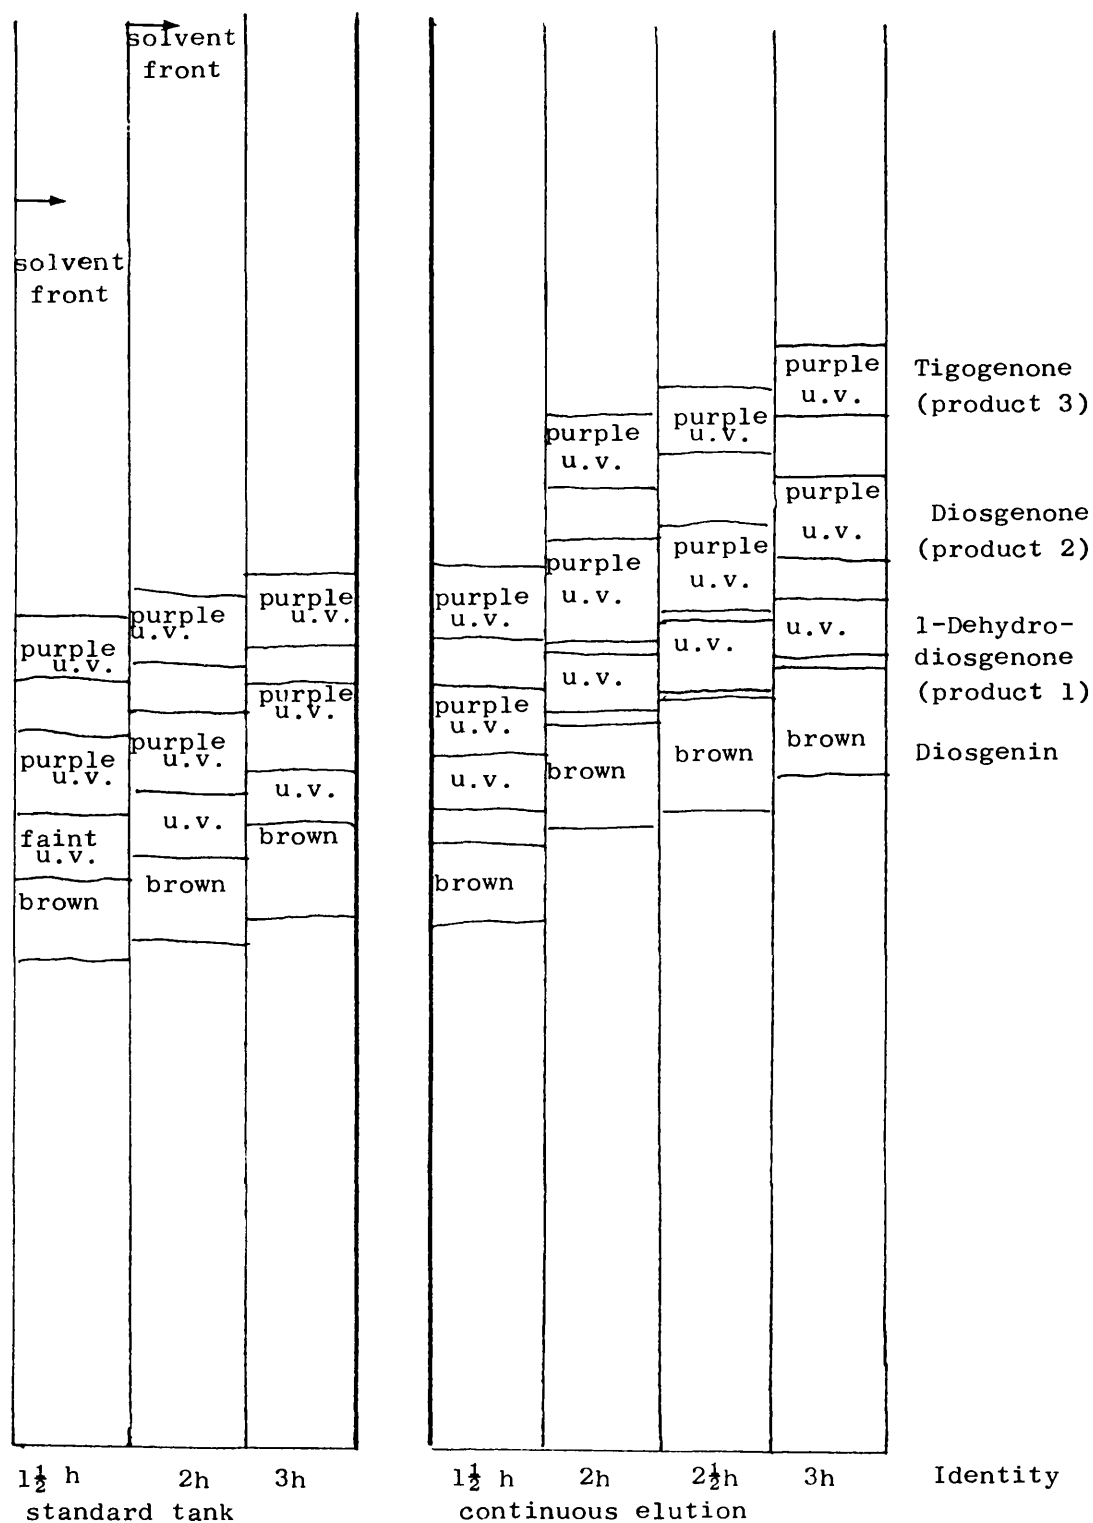 solvent
front
solvent
front
purple
u.v.
purple
u.v.
faint
u.v.
brown
purple
u.v.
purple
u.v.
u.v.
brown
purple
u.v.
purple
u.v.
u.v.
brown
purple
u.v.
purple
u.v.
u.v.
brown
purple
u.v.
purple
u.v.
u.v.
brown
purple
u.v.
purple
u.v.
u.v.
brown
purple
u.v.
purple
u.v.
u.v.
brown
Tigogenone
(product 3)
Diosgenone
(product 2)
1-Dehydro-
diosgenone
(product 1)
Diosgenin
1½ h 2h 3h 1½ h 2h 2½h 3h Identity
standard tank continuous elution